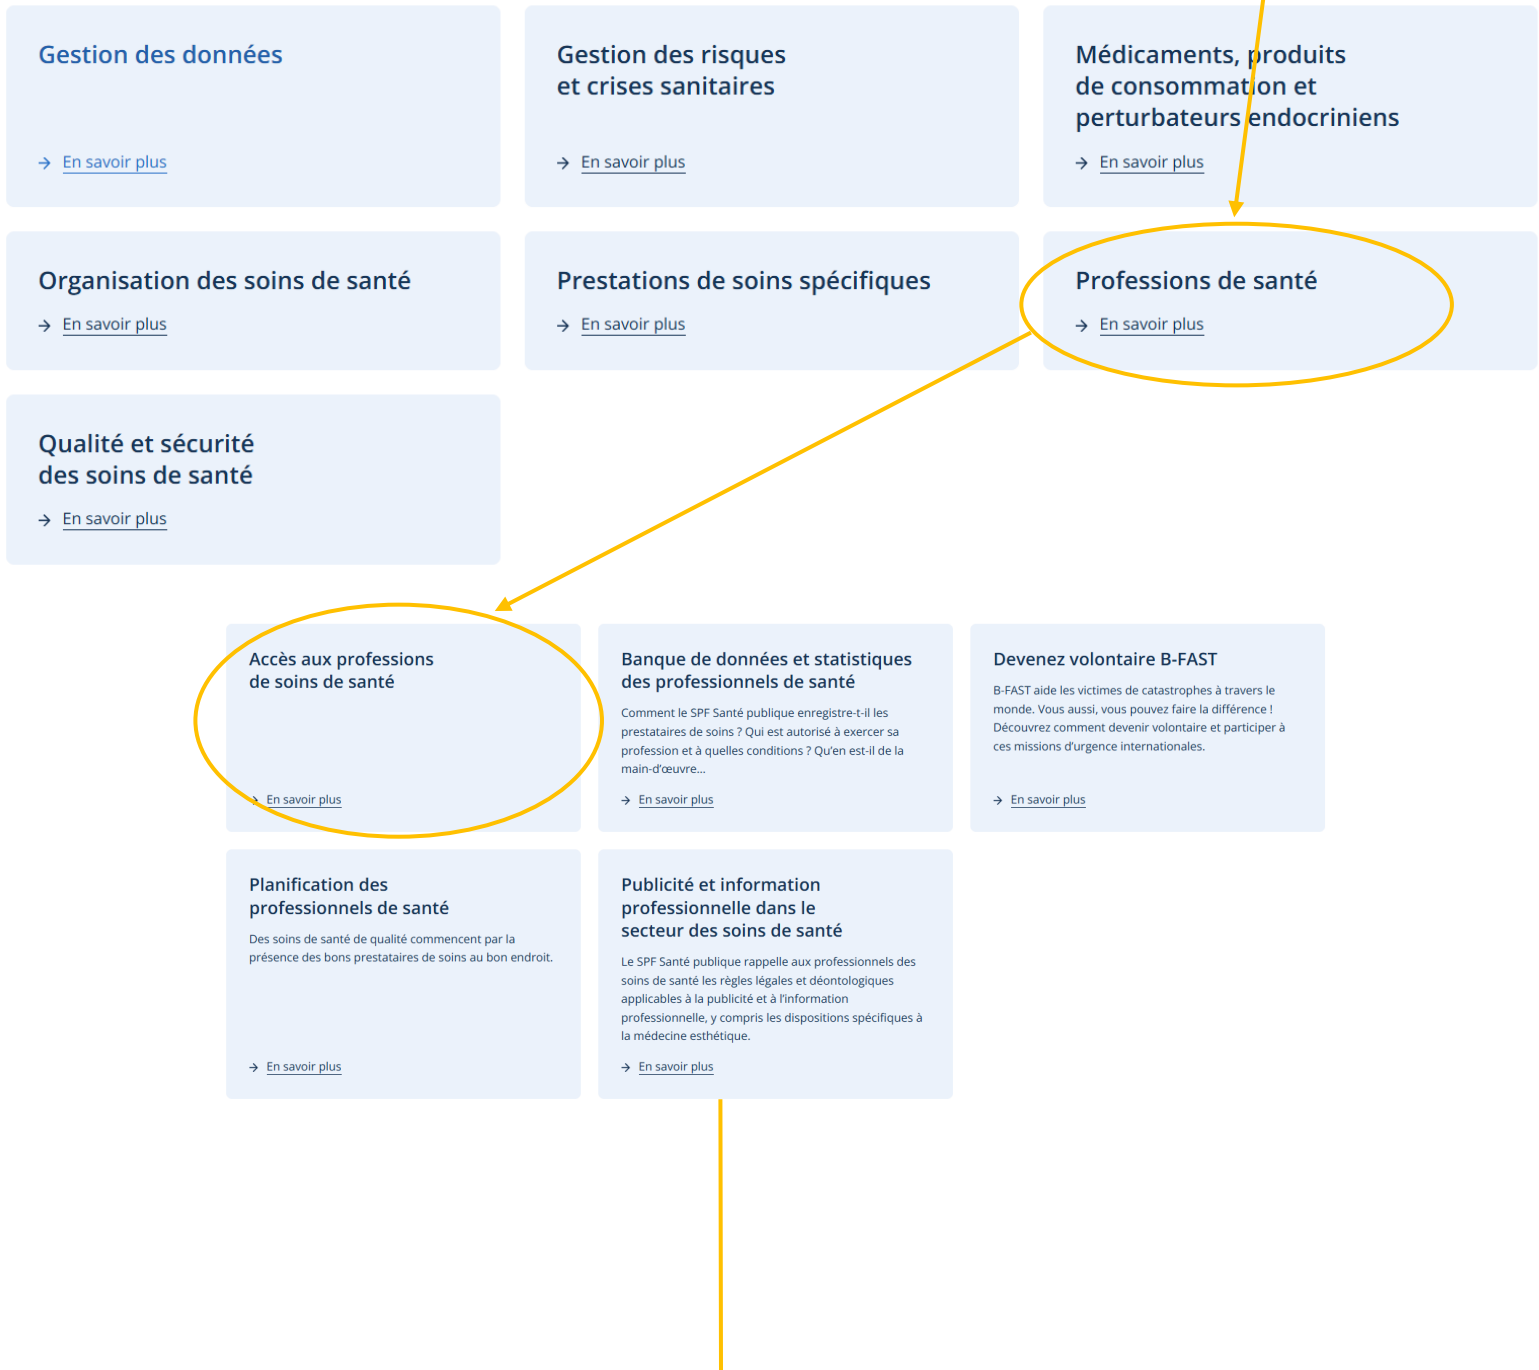 Gestion des données
En savoir plus
Gestion des risques
et crises sanitaires
En savoir plus
Médicaments, produits
de consommation et
perturbateurs endocriniens
En savoir plus
Organisation des soins de santé
En savoir plus
Prestations de soins spécifiques
En savoir plus
Professions de santé
En savoir plus
Qualité et sécurité
des soins de santé
En savoir plus
Accès aux professions
de soins de santé
En savoir plus
Banque de données et statistiques
des professionnels de santé
Comment le SPF Santé publique enregistre-t-il les
prestataires de soins ? Qui est autorisé à exercer sa
profession et à quelles conditions ? Qu’en est-il de la
main-d’œuvre...
En savoir plus
Devenez volontaire B-FAST
B-FAST aide les victimes de catastrophes à travers le
monde. Vous aussi, vous pouvez faire la différence !
Découvrez comment devenir volontaire et participer à
ces missions d’urgence internationales.
En savoir plus
Planification des
professionnels de santé
Des soins de santé de qualité commencent par la
présence des bons prestataires de soins au bon endroit.
En savoir plus
Publicité et information
professionnelle dans le
secteur des soins de santé
Le SPF Santé publique rappelle aux professionnels des
soins de santé les règles légales et déontologiques
applicables à la publicité et à l’information
professionnelle, y compris les dispositions spécifiques à
la médecine esthétique.
En savoir plus